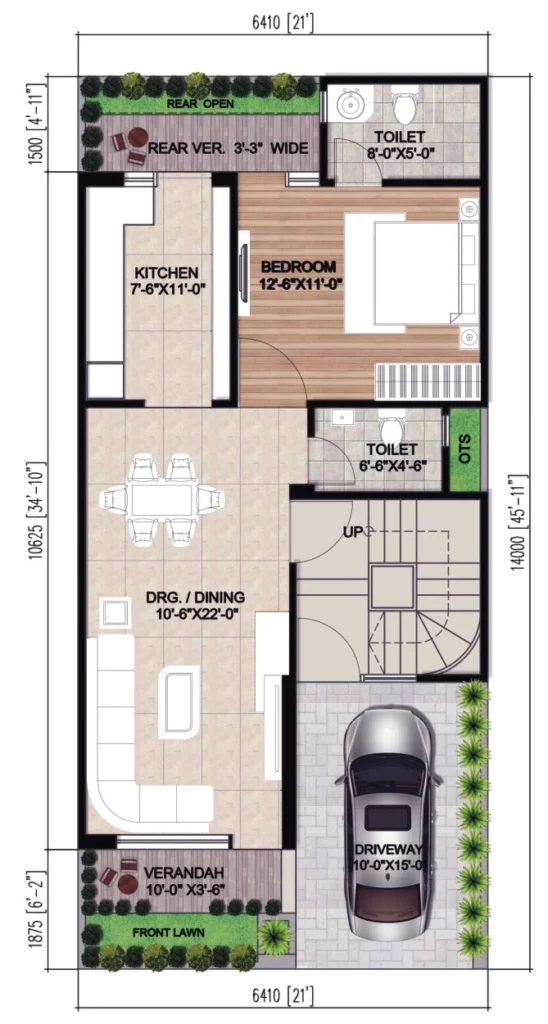 6410 [21']
1500 [4'-11"]
REAR OPEN
REAR VER. 3'-3" WIDE
TOILET
8'-0"X5'-0"
KITCHEN
7'-6"X11'-0"
BEDROOM
12'-6"X11'-0"
TOILET
6'-6"X4'-6"
OTS
10625 [34'-10"]
14000 [45'-11"]
UP
DRG. / DINING
10'-6"X22'-0"
DRIVEWAY
10'-0"X15'-0
VERANDAH
10'-0" X3'-6"
1875 [6'-2"]
FRONT LAWN
6410 [21']